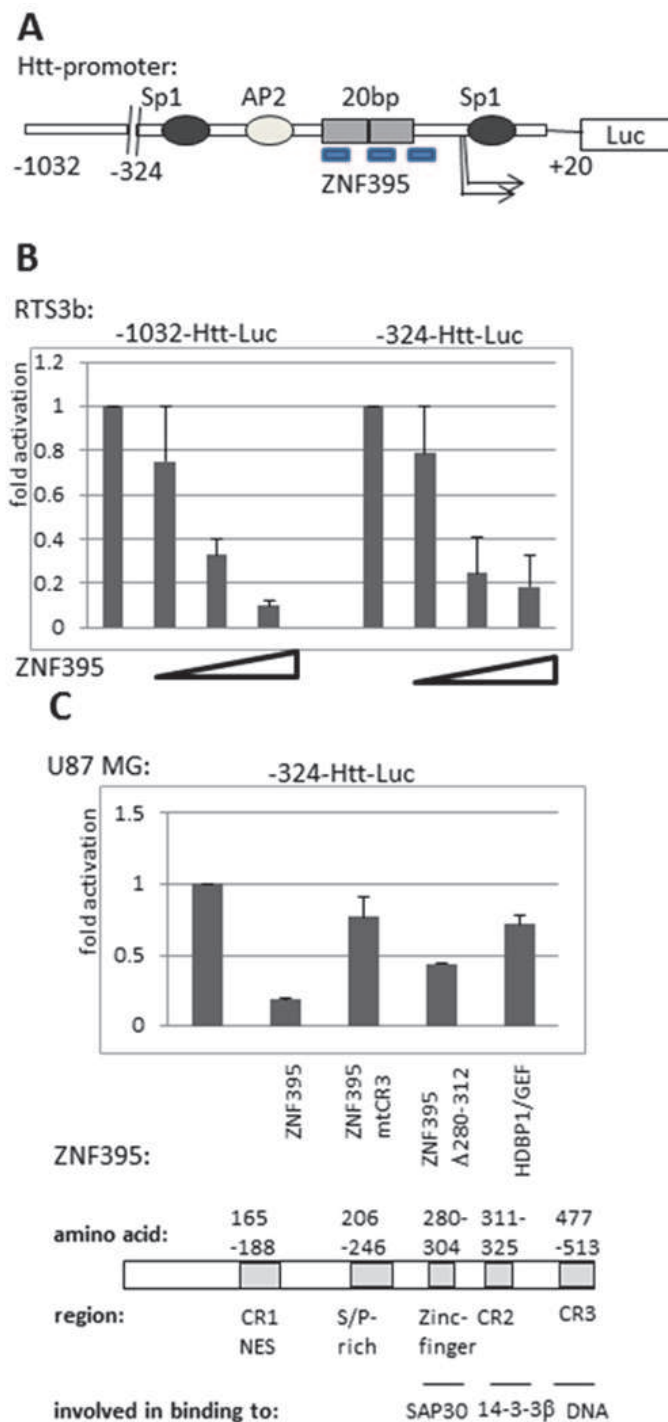 A
Htt-promoter:
Sp1 AP2 20bp Sp1
Luc
-1032 -324 ZNF395 +20
B
RTS3b:
-1032-Htt-Luc -324-Htt-Luc
fold activation
1.2
1
0.8
0.6
0.4
0.2
0
ZNF395
C
U87 MG:
-324-Htt-Luc
fold activation
1.5
1
0.5
0
ZNF395
ZNF395 mtCR3
ZNF395 Δ280-312
HDBP1/GEF
ZNF395:
amino acid:
165 206 280- 311- 477
-188 -246 304 325 -513
region:
CR1 S/P- Zinc- CR2 CR3
NES rich finger
involved in binding to: SAP30 14-3-3β DNA